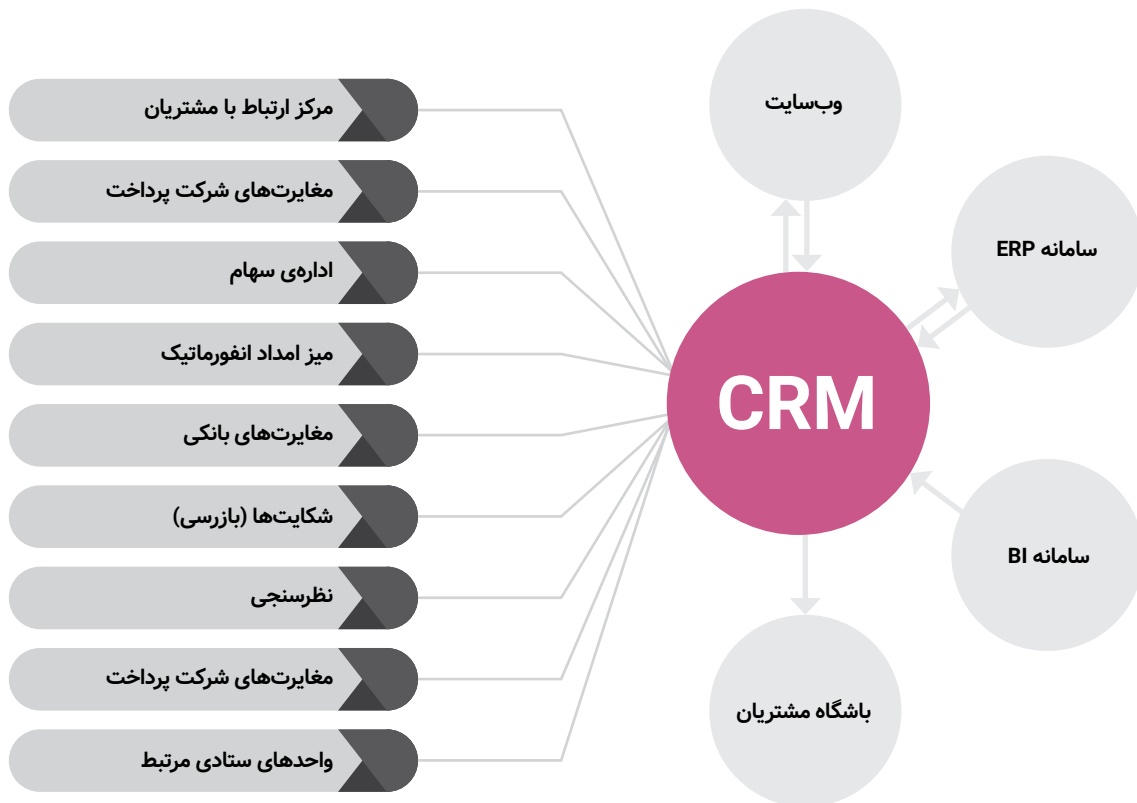 مرکز ارتباط با مشتریان
مغایرت‌های شرکت پرداخت
اداره‌ی سهام
میز امداد انفورماتیک
مغایرت‌های بانکی
شکایت‌ها (بازرسی)
نظرسنجی
مغایرت‌های شرکت پرداخت
واحدهای ستادی مرتبط
CRM
وب‌سایت
سامانه ERP
سامانه BI
باشگاه مشتریان